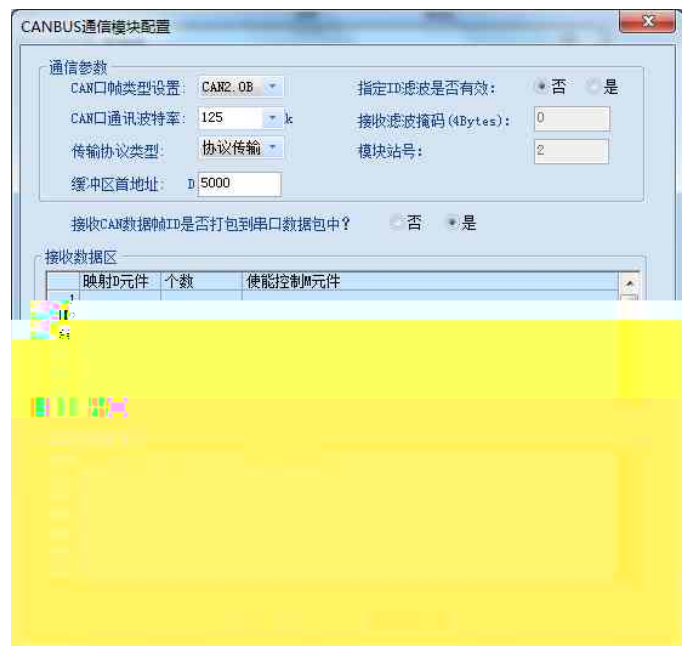 CANBUS通信模块配置
通信参数
CAN口帧类型设置: CAN2.0B 指定ID滤波是否有效: 否 是
CAN口通讯波特率: 125 k 接收滤波摘码(4Bytes): 0
传输协议类型: 协议传输 模块站号: 2
缓冲区首地址: D 5000
接收CAN数据帧ID是否打包到串口数据包中? 否 是
接收数据区
映射D元件 个数 使能控制M元件
1